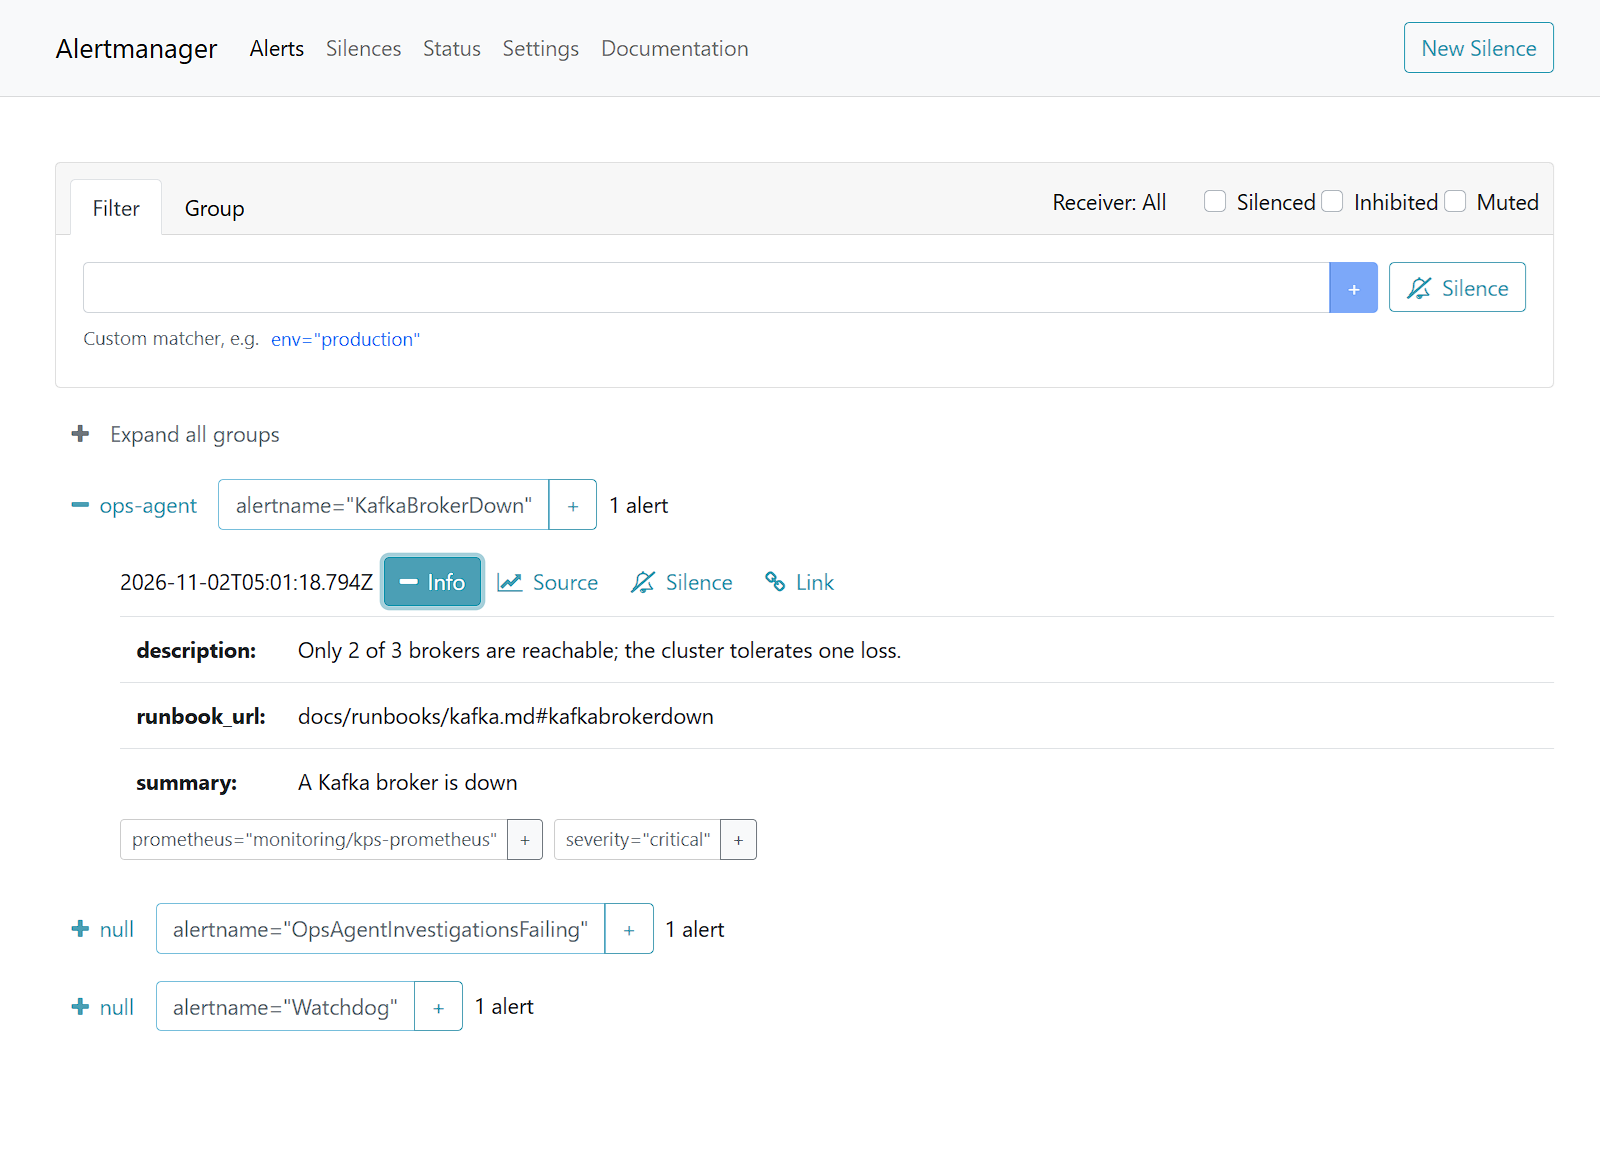 Alertmanager Alerts Silences Status Settings Documentation New Silence
Filter Group Receiver: All Silenced Inhibited Muted
+ Silence
Custom matcher, e.g. env="production"
+ Expand all groups
− ops-agent alertname="KafkaBrokerDown" + 1 alert
2026-11-02T05:01:18.794Z − Info Source Silence Link
description: Only 2 of 3 brokers are reachable; the cluster tolerates one loss.
runbook_url: docs/runbooks/kafka.md#kafkabrokerdown
summary: A Kafka broker is down
prometheus="monitoring/kps-prometheus" + severity="critical" +
+ null alertname="OpsAgentInvestigationsFailing" + 1 alert
+ null alertname="Watchdog" + 1 alert